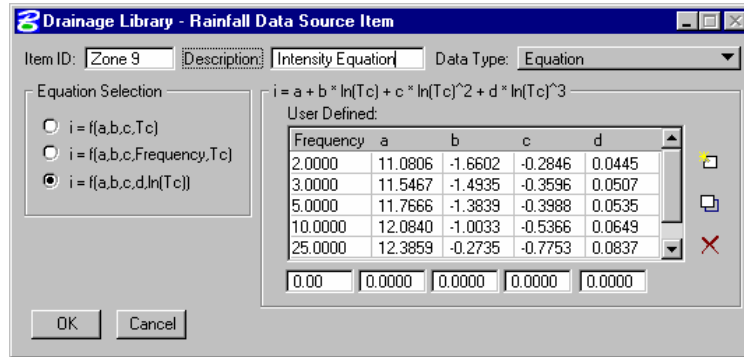 Drainage Library - Rainfall Data Source Item
Item ID: Zone 9 Description: Intensity Equation Data Type: Equation
Equation Selection
i = f(a,b,c,Tc)
i = f(a,b,c,Frequency,Tc)
i = f(a,b,c,d,ln(Tc))
i = a + b * ln(Tc) + c * ln(Tc)^2 + d * ln(Tc)^3
User Defined:
Frequency a b c d
2.0000 11.0806 -1.6602 -0.2846 0.0445
3.0000 11.5467 -1.4935 -0.3596 0.0507
5.0000 11.7666 -1.3839 -0.3988 0.0535
10.0000 12.0840 -1.0033 -0.5366 0.0649
25.0000 12.3859 -0.2735 -0.7753 0.0837
0.00 0.0000 0.0000 0.0000 0.0000
OK Cancel